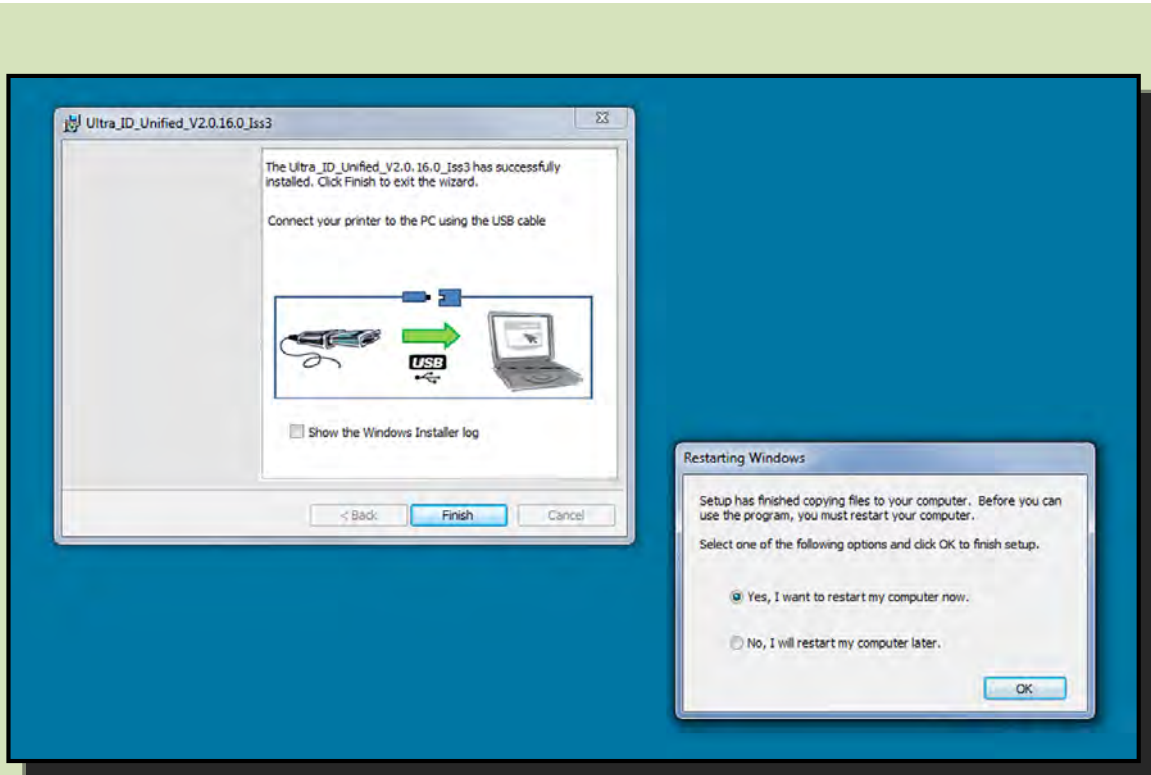 Ultra_ID_Unified_V2.0.16.0_Iss3
The Ultra_ID_Unified_V2.0.16.0_Iss3 has successfully
installed. Click Finish to exit the wizard.
Connect your printer to the PC using the USB cable
USB
Show the Windows Installer log
< Back
Finish
Cancel
Restarting Windows
Setup has finished copying files to your computer. Before you can
use the program, you must restart your computer.
Select one of the following options and click OK to finish setup.
Yes, I want to restart my computer now.
No, I will restart my computer later.
OK